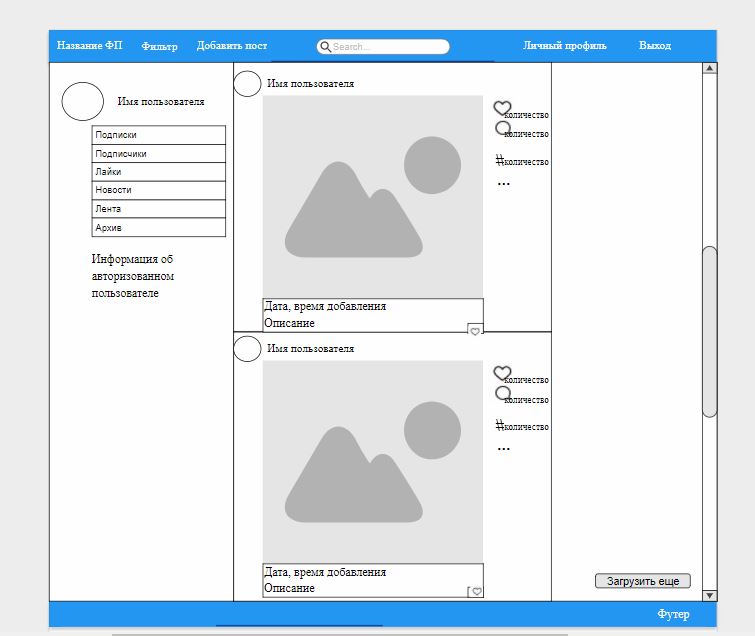 Название ФП
Фильтр
Добавить пост
Search...
Личный профиль
Выход
Имя пользователя
Подписки
Подписчики
Лайки
Новости
Лента
Архив
Информация об
авторизованном
пользователе
Имя пользователя
количество
количество
#количество
...
Дата, время добавления
Описание
Имя пользователя
количество
количество
#количество
...
Дата, время добавления
Описание
Загрузить еще
Футер